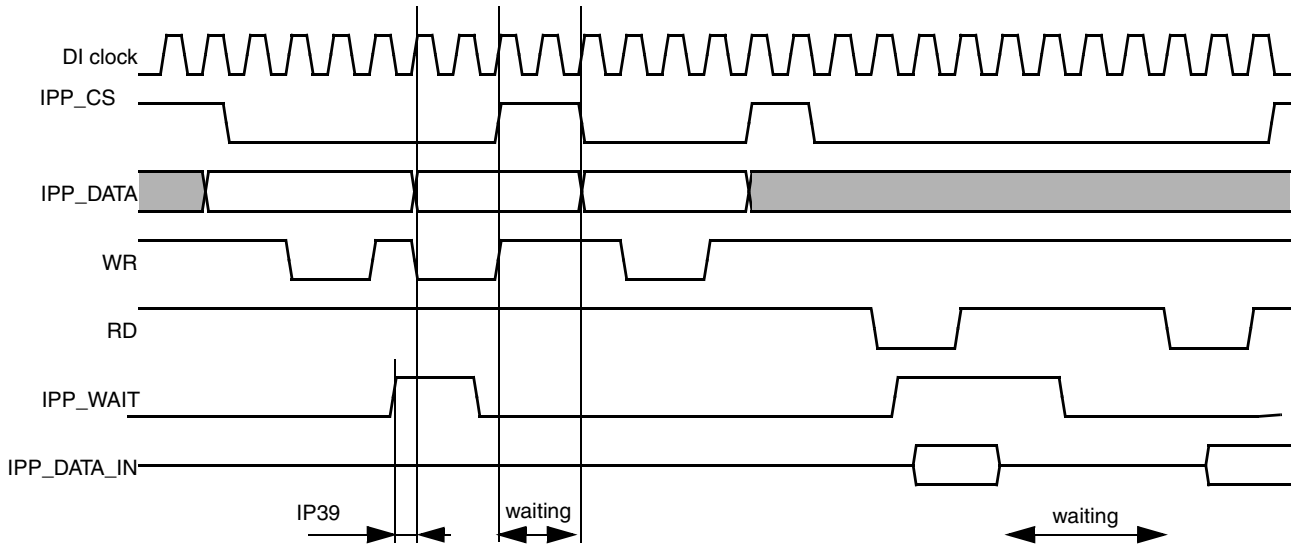 DI clock
IPP_CS
IPP_DATA
WR
RD
IPP_WAIT
IPP_DATA_IN
IP39
waiting
waiting